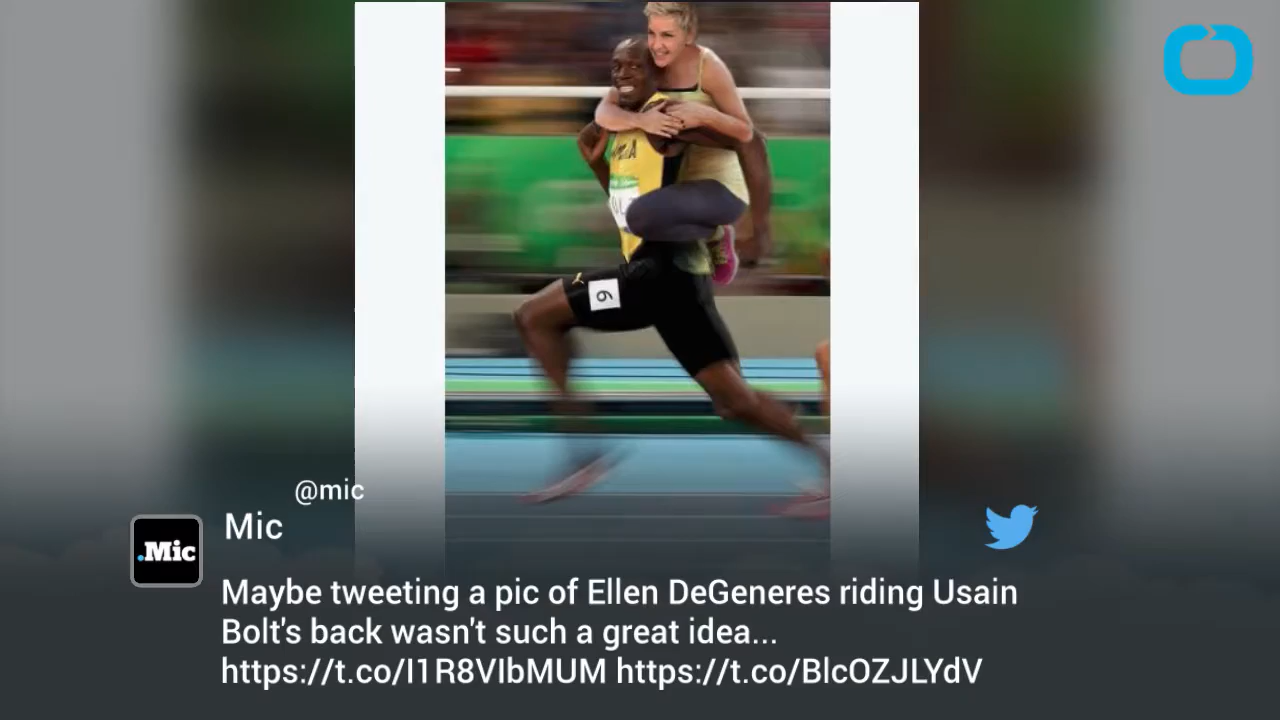 6
@mic
Mic
.Mic
Maybe tweeting a pic of Ellen DeGeneres riding Usain
Bolt's back wasn't such a great idea...
https://t.co/I1R8VIbMUM https://t.co/BlcOZJLYdV